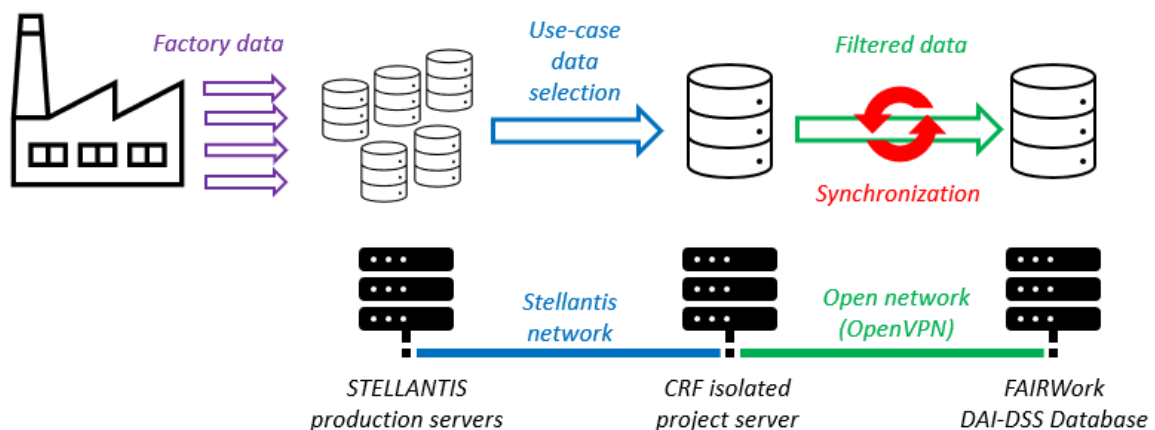 Factory data
Use-case
data
selection
Filtered data
Synchronization
Stellantis
network
Open network
(OpenVPN)
STELLANTIS
production servers
CRF isolated
project server
FAIRWork
DAI-DSS Database